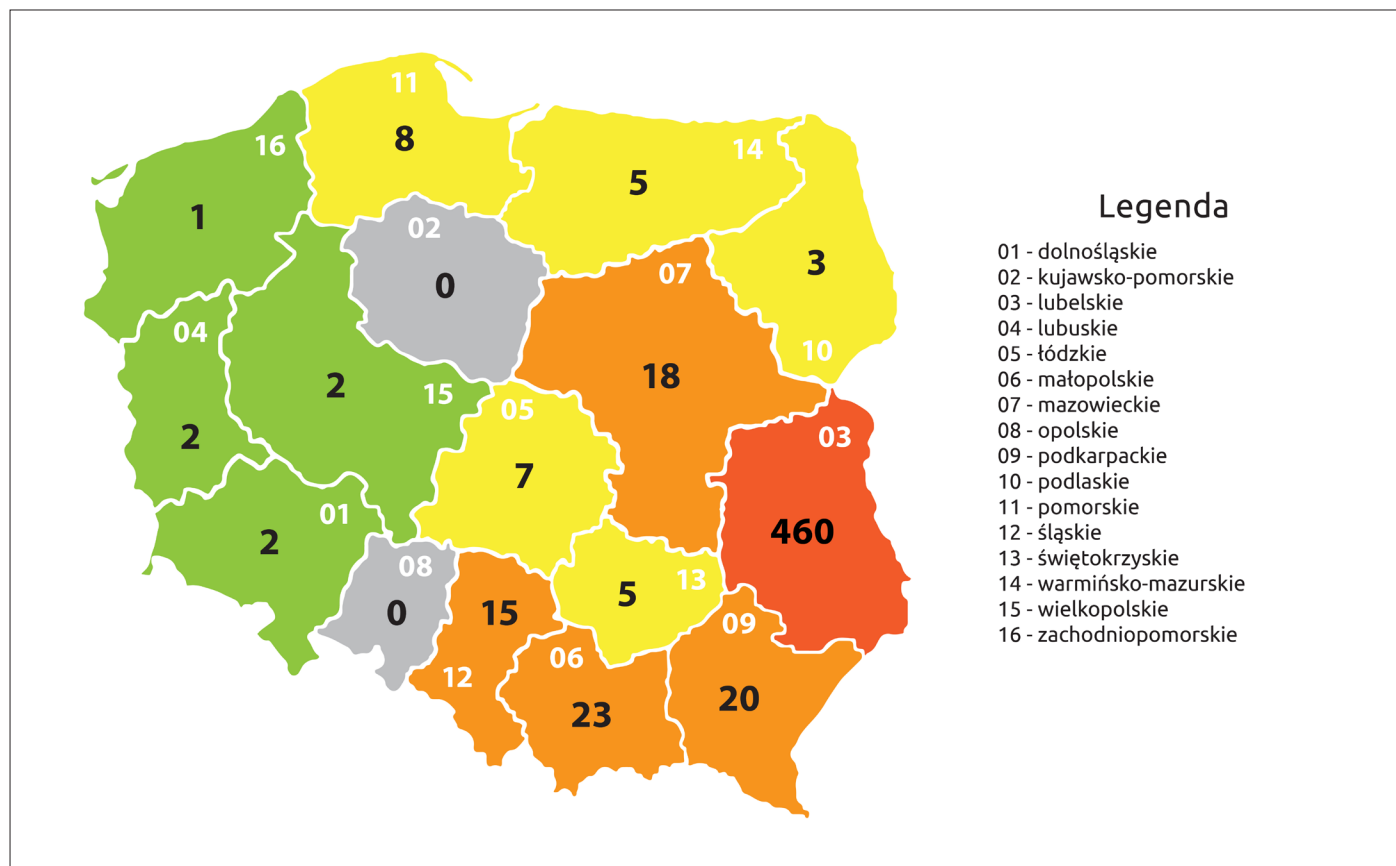 11
8
16
14
5
1
02
0
07
3
04
10
18
2
15
05
03
2
7
01
2
460
08
0
13
5
15
09
06
12
20
23
Legenda
01 - dolnośląskie
02 - kujawsko-pomorskie
03 - lubelskie
04 - lubuskie
05 - łódzkie
06 - małopolskie
07 - mazowieckie
08 - opolskie
09 - podkarpackie
10 - podlaskie
11 - pomorskie
12 - śląskie
13 - świętokrzyskie
14 - warmińsko-mazurskie
15 - wielkopolskie
16 - zachodniopomorskie